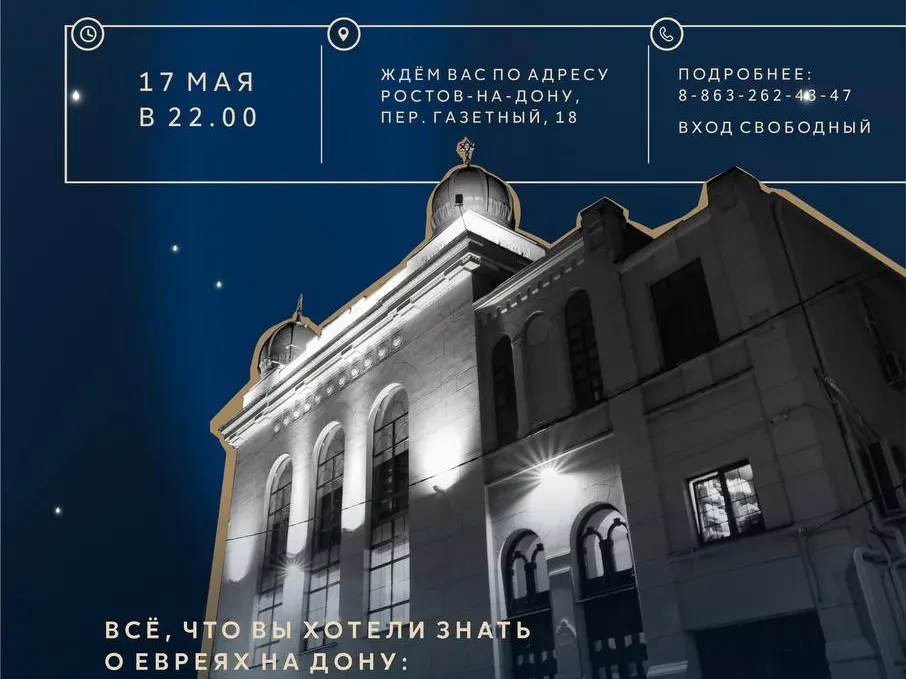 17 МАЯ
В 22.00
ЖДЁМ ВАС ПО АДРЕСУ
РОСТОВ-НА-ДОНУ,
ПЕР. ГАЗЕТНЫЙ, 18
ПОДРОБНЕЕ:
8-863-262-43-47
ВХОД СВОБОДНЫЙ
ВСЁ, ЧТО ВЫ ХОТЕЛИ ЗНАТЬ
О ЕВРЕЯХ НА ДОНУ: